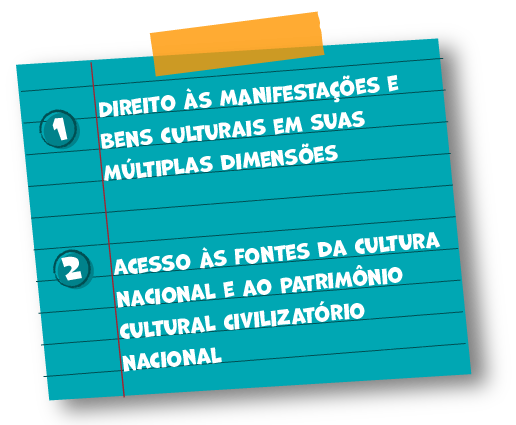 1
DIREITO ÀS MANIFESTAÇÕES E
BENS CULTURAIS EM SUAS
MÚLTIPLAS DIMENSÕES
2
ACESSO ÀS FONTES DA CULTURA
NACIONAL E AO PATRIMÔNIO
CULTURAL CIVILIZATÓRIO
NACIONAL